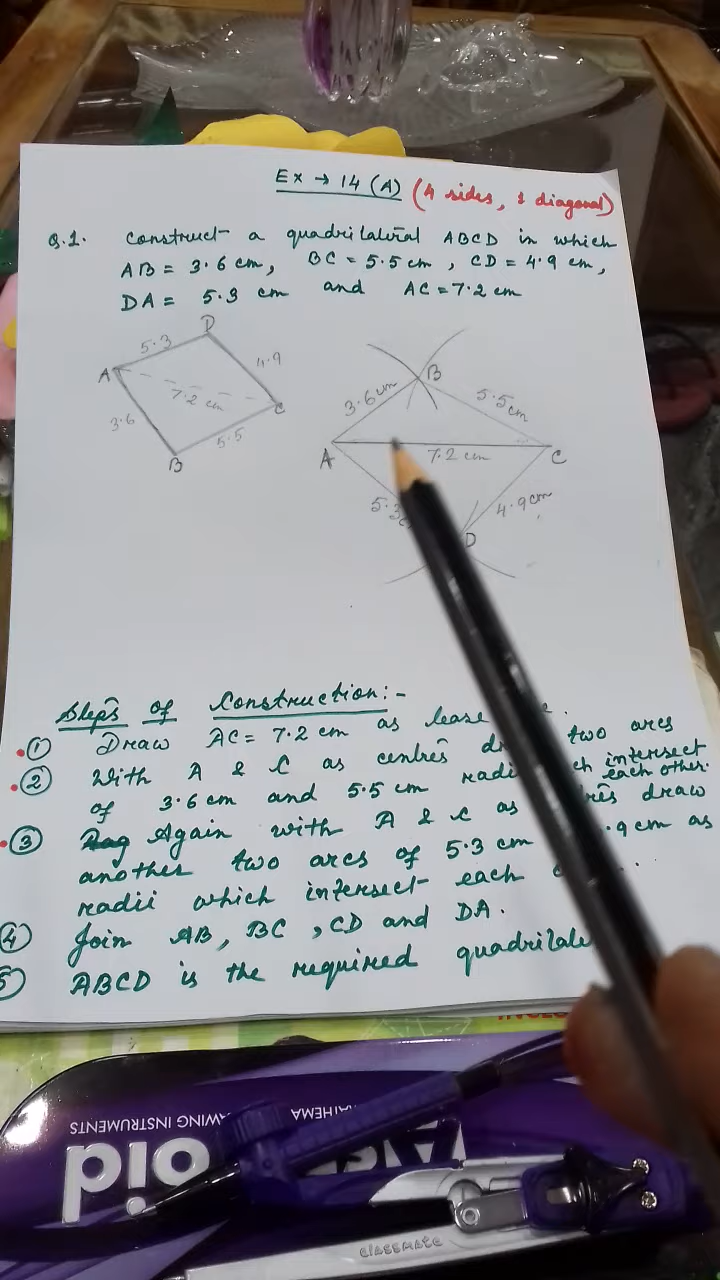 Ex → 14 (A) (4 sides, 1 diagonal)
Q.1. Construct a quadrilateral ABCD in which
AB = 3.6 cm, BC = 5.5 cm, CD = 4.9 cm,
DA = 5.3 cm and AC = 7.2 cm
D
5.3
4.9
A
7.2 cm
C
3.6
5.5
B
B
3.6 cm
5.5 cm
A
7.2 cm
C
4.9 cm
D
Steps of Construction:-
① Draw AC = 7.2 cm as
② With A & C as centres two arcs
of 3.6 cm and 5.5 cm intersect
each other.
③ Again with A & C as draw
another two arcs of 5.3 cm cm as
radii which intersect each
④ Join AB, BC, CD and DA.
⑤ ABCD is the required
classmate